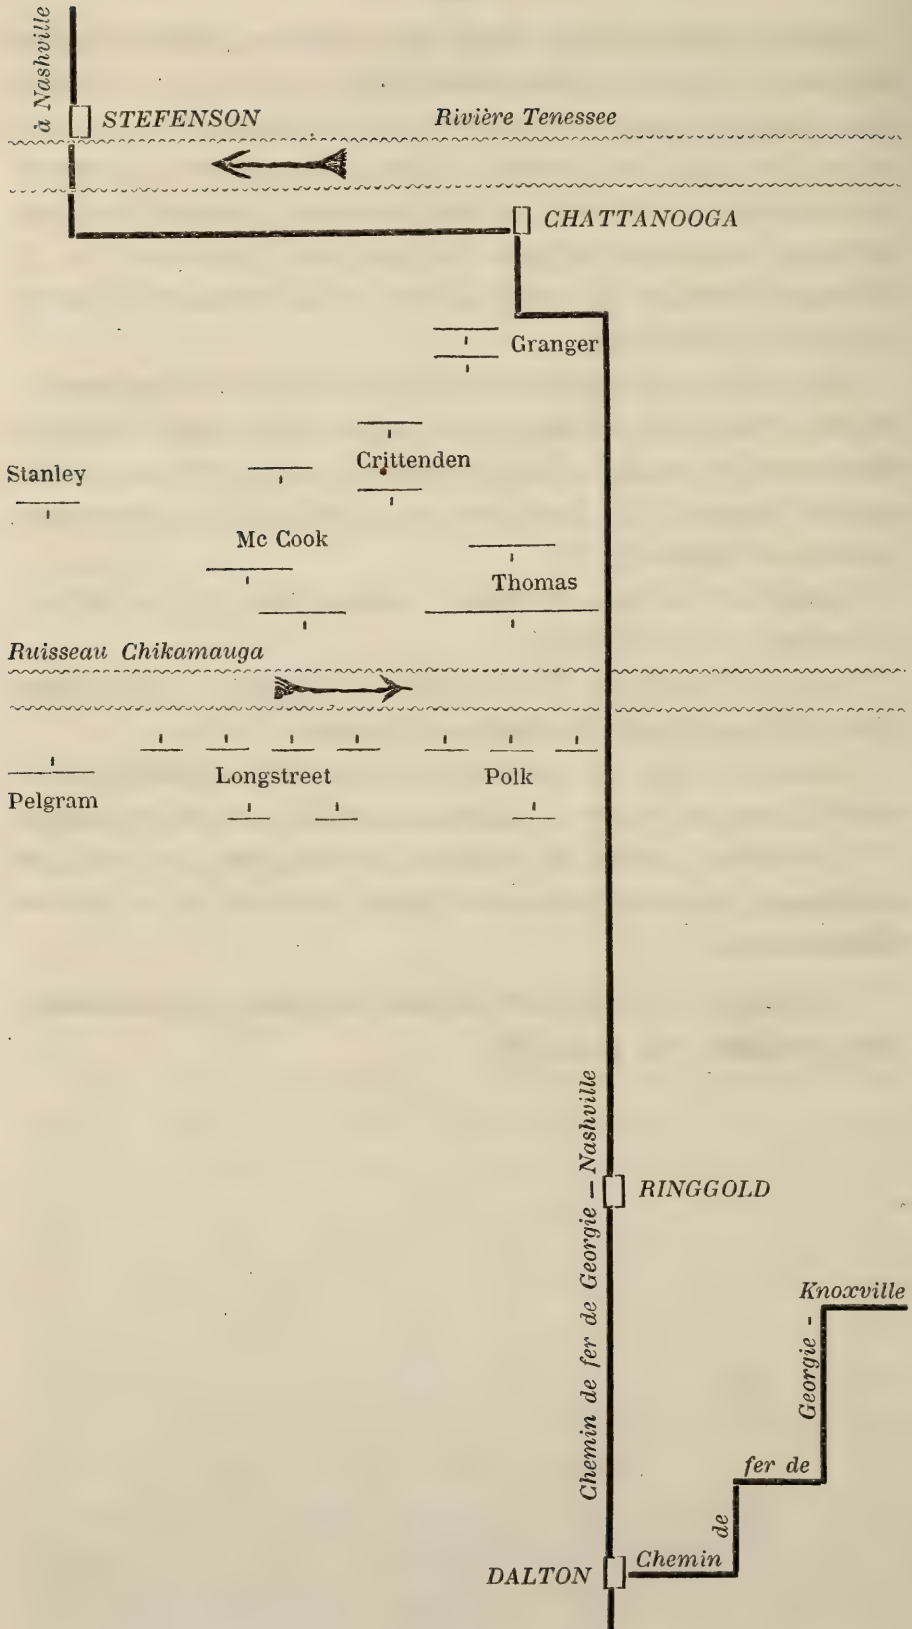 à Nashville
STEFENSON
Rivière Tenessee
CHATTANOOGA
Granger
Crittenden
Stanley
Mc Cook
Thomas
Ruisseau Chikamauga
Longstreet
Polk
Pelgram
Chemin de fer de Georgie — Nashville
RINGGOLD
Knoxville
Georgie -
fer de
de
Chemin
DALTON